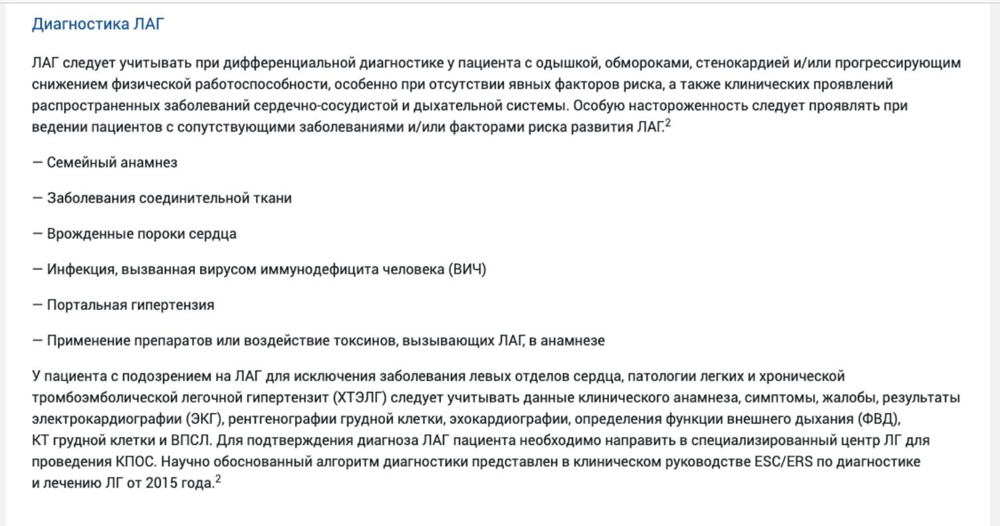 Диагностика ЛАГ
ЛАГ следует учитывать при дифференциальной диагностике у пациента с одышкой, обмороками, стенокардией и/или прогрессирующим
снижением физической работоспособности, особенно при отсутствии явных факторов риска, а также клинических проявлений
распространенных заболеваний сердечно-сосудистой и дыхательной системы. Особую настороженность следует проявлять при
ведении пациентов с сопутствующими заболеваниями и/или факторами риска развития ЛАГ.²
— Семейный анамнез
— Заболевания соединительной ткани
— Врожденные пороки сердца
— Инфекция, вызванная вирусом иммунодефицита человека (ВИЧ)
— Портальная гипертензия
— Применение препаратов или воздействие токсинов, вызывающих ЛАГ, в анамнезе
У пациента с подозрением на ЛАГ для исключения заболевания левых отделов сердца, патологии легких и хронической
тромбоэмболической легочной гипертензит (ХТЭЛГ) следует учитывать данные клинического анамнеза, симптомы, жалобы, результаты
электрокардиографии (ЭКГ), рентгенографии грудной клетки, эхокардиографии, определения функции внешнего дыхания (ФВД),
КТ грудной клетки и ВПСЛ. Для подтверждения диагноза ЛАГ пациента необходимо направить в специализированный центр ЛГ для
проведения КПОС. Научно обоснованный алгоритм диагностики представлен в клиническом руководстве ESC/ERS по диагностике
и лечению ЛГ от 2015 года.²